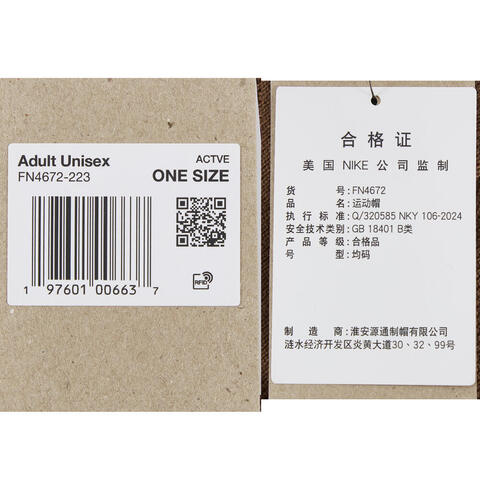 Adult Unisex
ACTVE
FN4672-223
ONE SIZE
RFID
1 97601 00663 7
合格证
美国 NIKE 公司监制
货号:FN4672
品名:运动帽
执行标准:Q/320585 NKY 106-2024
安全技术类别:GB 18401 B类
产品等级:合格品
号型:均码
制造商:淮安源通制帽有限公司
涟水经济开发区炎黄大道30、32、99号